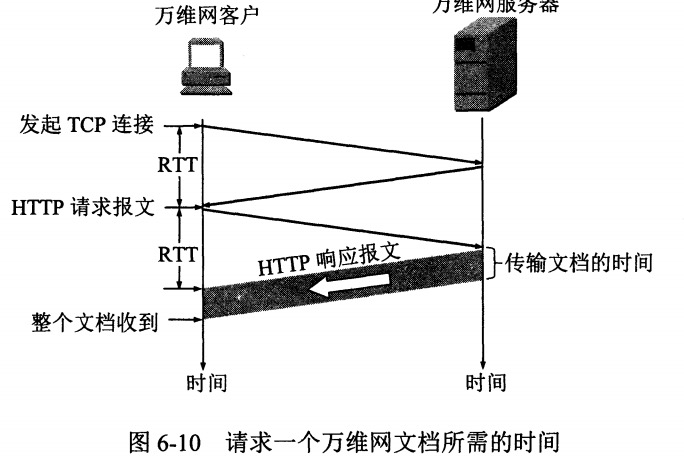 万维网客户
万维网服务器
发起 TCP 连接
RTT
HTTP 请求报文
RTT
HTTP 响应报文
传输文档的时间
整个文档收到
时间
时间
图 6-10 请求一个万维网文档所需的时间